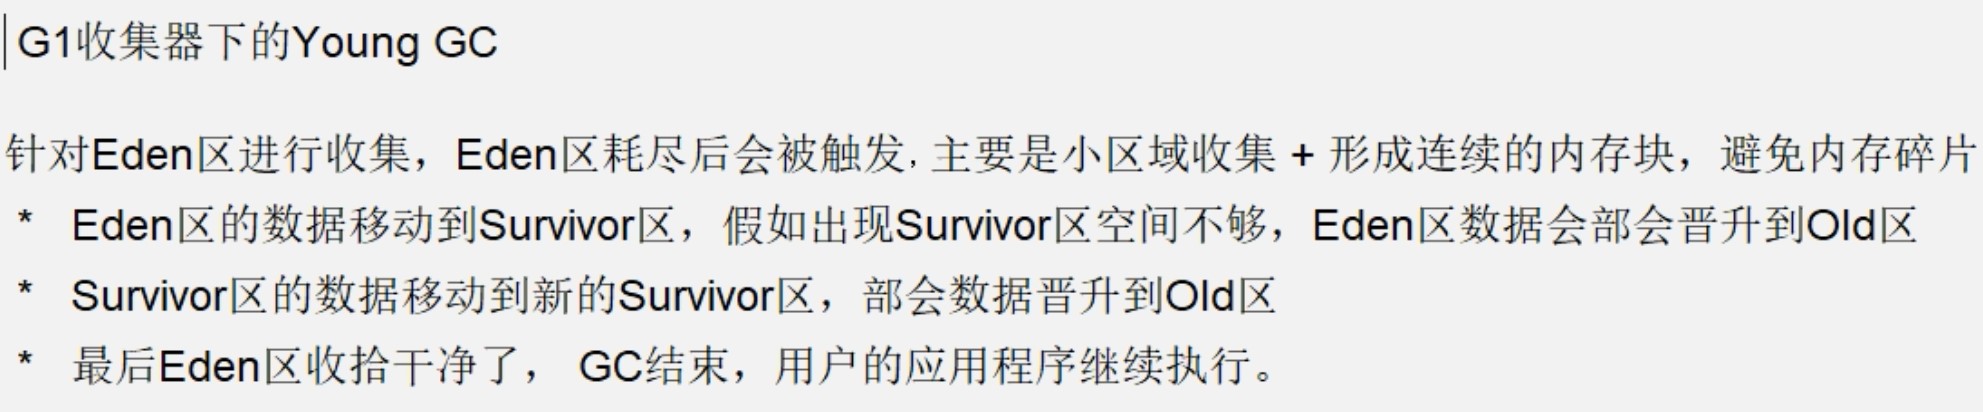 G1收集器下的Young GC
针对Eden区进行收集，Eden区耗尽后会被触发,主要是小区域收集 + 形成连续的内存块，避免内存碎片
* Eden区的数据移动到Survivor区，假如出现Survivor区空间不够，Eden区数据会部会晋升到Old区
* Survivor区的数据移动到新的Survivor区，部会数据晋升到Old区
* 最后Eden区收拾干净了， GC结束，用户的应用程序继续执行。